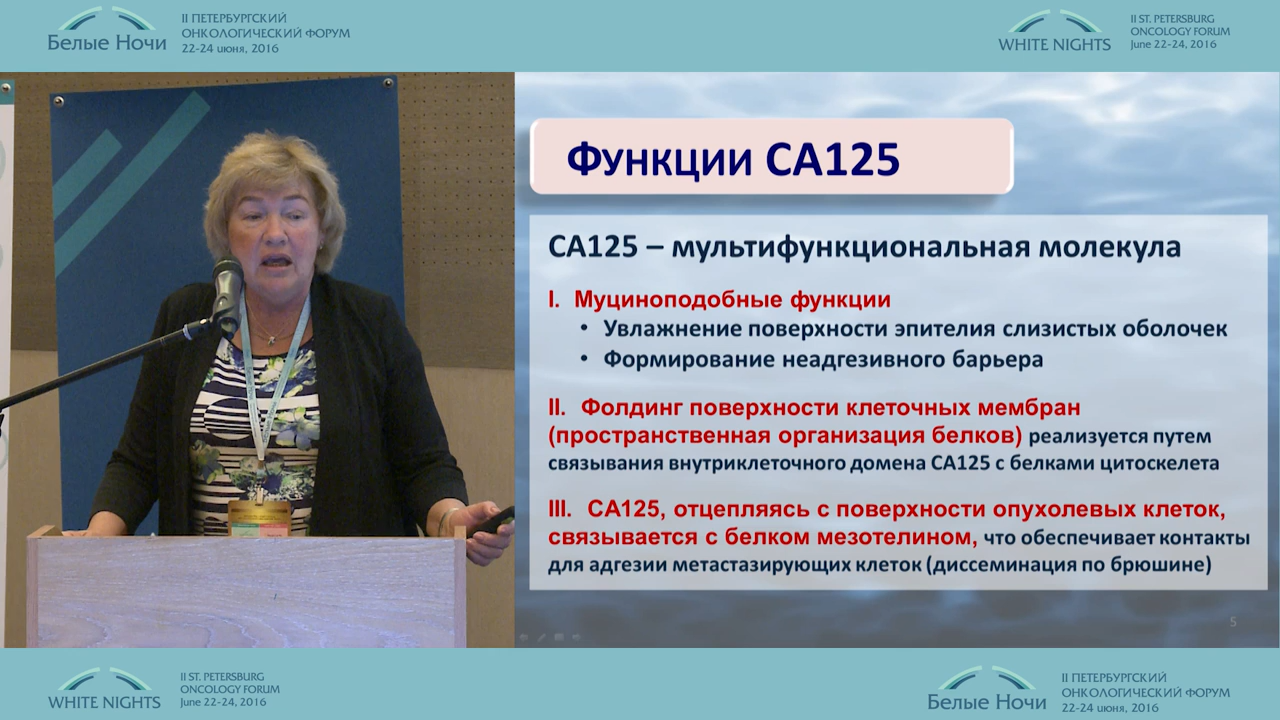 Белые Ночи
II ПЕТЕРБУРГСКИЙ
ОНКОЛОГИЧЕСКИЙ ФОРУМ
22-24 июня, 2016
WHITE NIGHTS
II ST. PETERSBURG
ONCOLOGY FORUM
June 22-24, 2016
Функции СА125
СА125 – мультифункциональная молекула
I. Муциноподобные функции
• Увлажнение поверхности эпителия слизистых оболочек
• Формирование неадгезивного барьера
II. Фолдинг поверхности клеточных мембран
(пространственная организация белков) реализуется путем
связывания внутриклеточного домена СА125 с белками цитоскелета
III. СА125, отцепляясь с поверхности опухолевых клеток,
связывается с белком мезотелином, что обеспечивает контакты
для адгезии метастазирующих клеток (диссеминация по брюшине)
5
WHITE NIGHTS
II ST. PETERSBURG
ONCOLOGY FORUM
June 22-24, 2016
Белые Ночи
II ПЕТЕРБУРГСКИЙ
ОНКОЛОГИЧЕСКИЙ ФОРУМ
22-24 июня, 2016